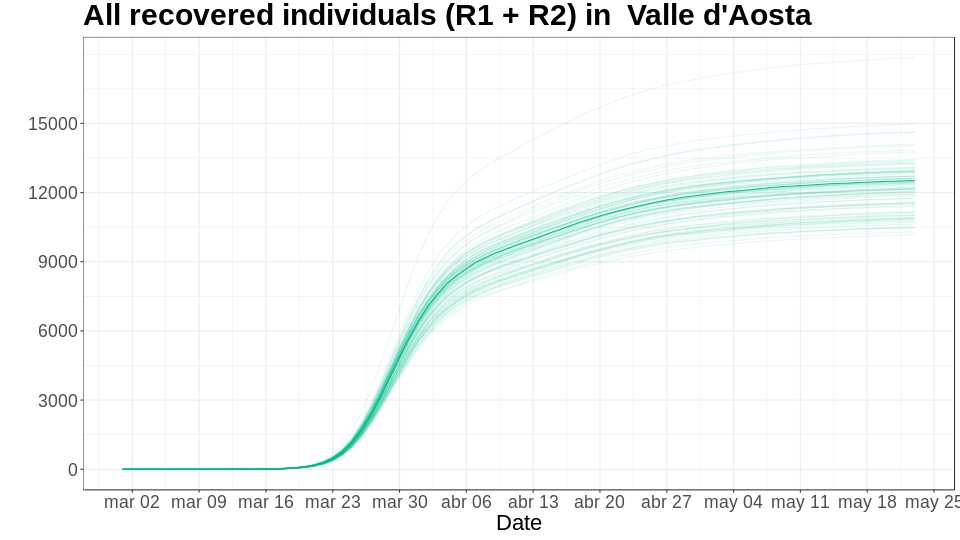 All recovered individuals (R1 + R2) in  Valle d'Aosta
15000
12000
9000
6000
3000
0
mar 02 mar 09 mar 16 mar 23 mar 30 abr 06 abr 13 abr 20 abr 27 may 04 may 11 may 18 may 25
Date